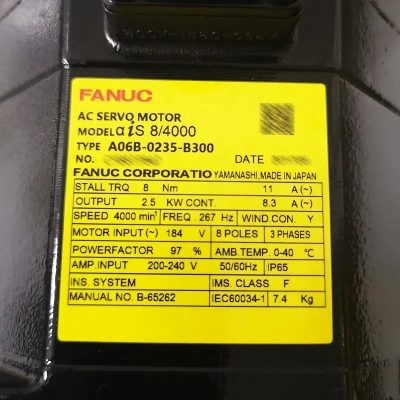 FANUC
AC SERVO MOTOR
MODEL αiS 8/4000
TYPE A06B-0235-B300
NO. DATE
FANUC CORPORATIO YAMANASHI,MADE IN JAPAN
STALL TRQ 8 Nm 11 A(~)
OUTPUT 2.5 KW CONT. 8.3 A(~)
SPEED 4000 min¹ FREQ. 267 Hz WIND CON. Y
MOTOR INPUT(~) 184 V 8 POLES 3 PHASES
POWERFACTOR 97 % AMB.TEMP. 0-40 ℃
AMP.INPUT 200-240 V 50/60Hz IP65
INS. SYSTEM IMS. CLASS F
MANUAL NO. B-65262 IEC60034-1 7.4 Kg